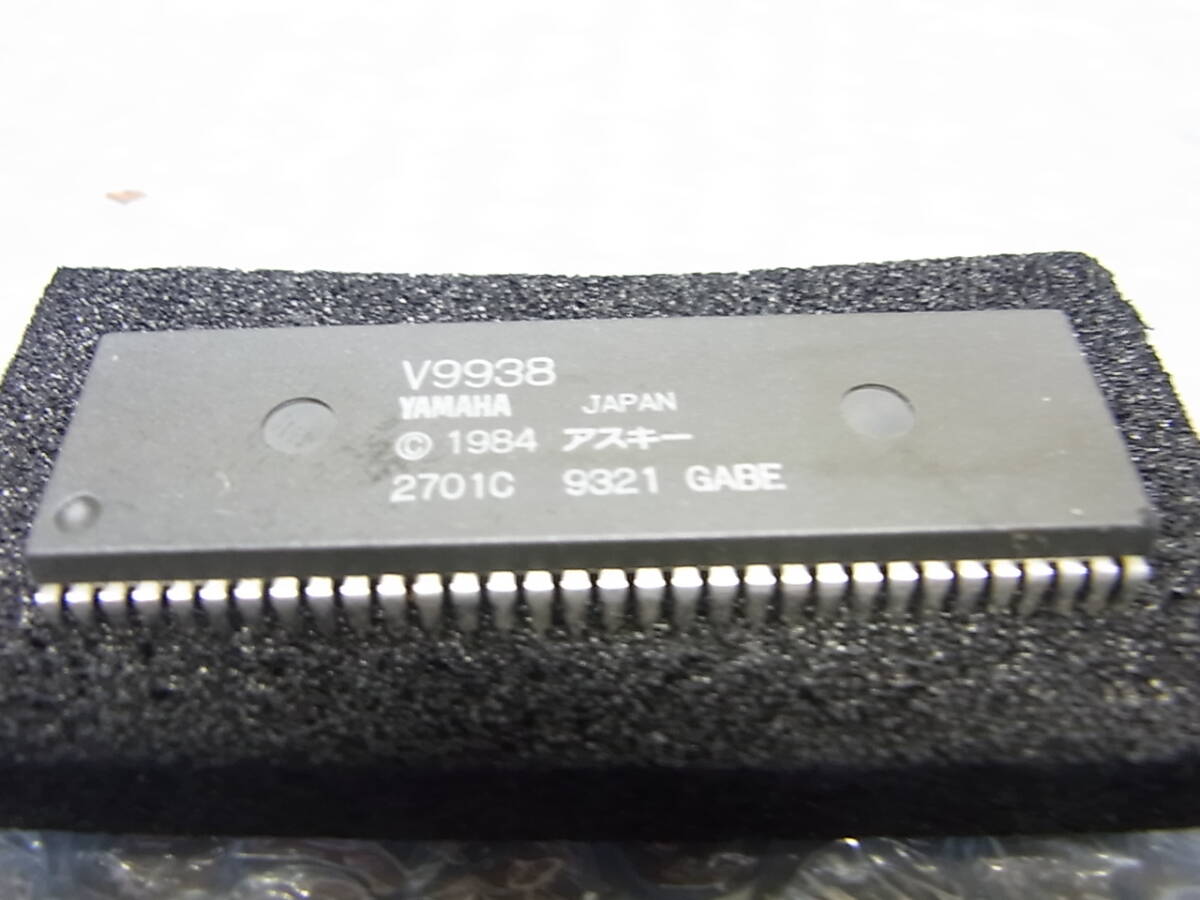 V9938
YAMAHA JAPAN
© 1984 アスキー
2701C 9321 GABE